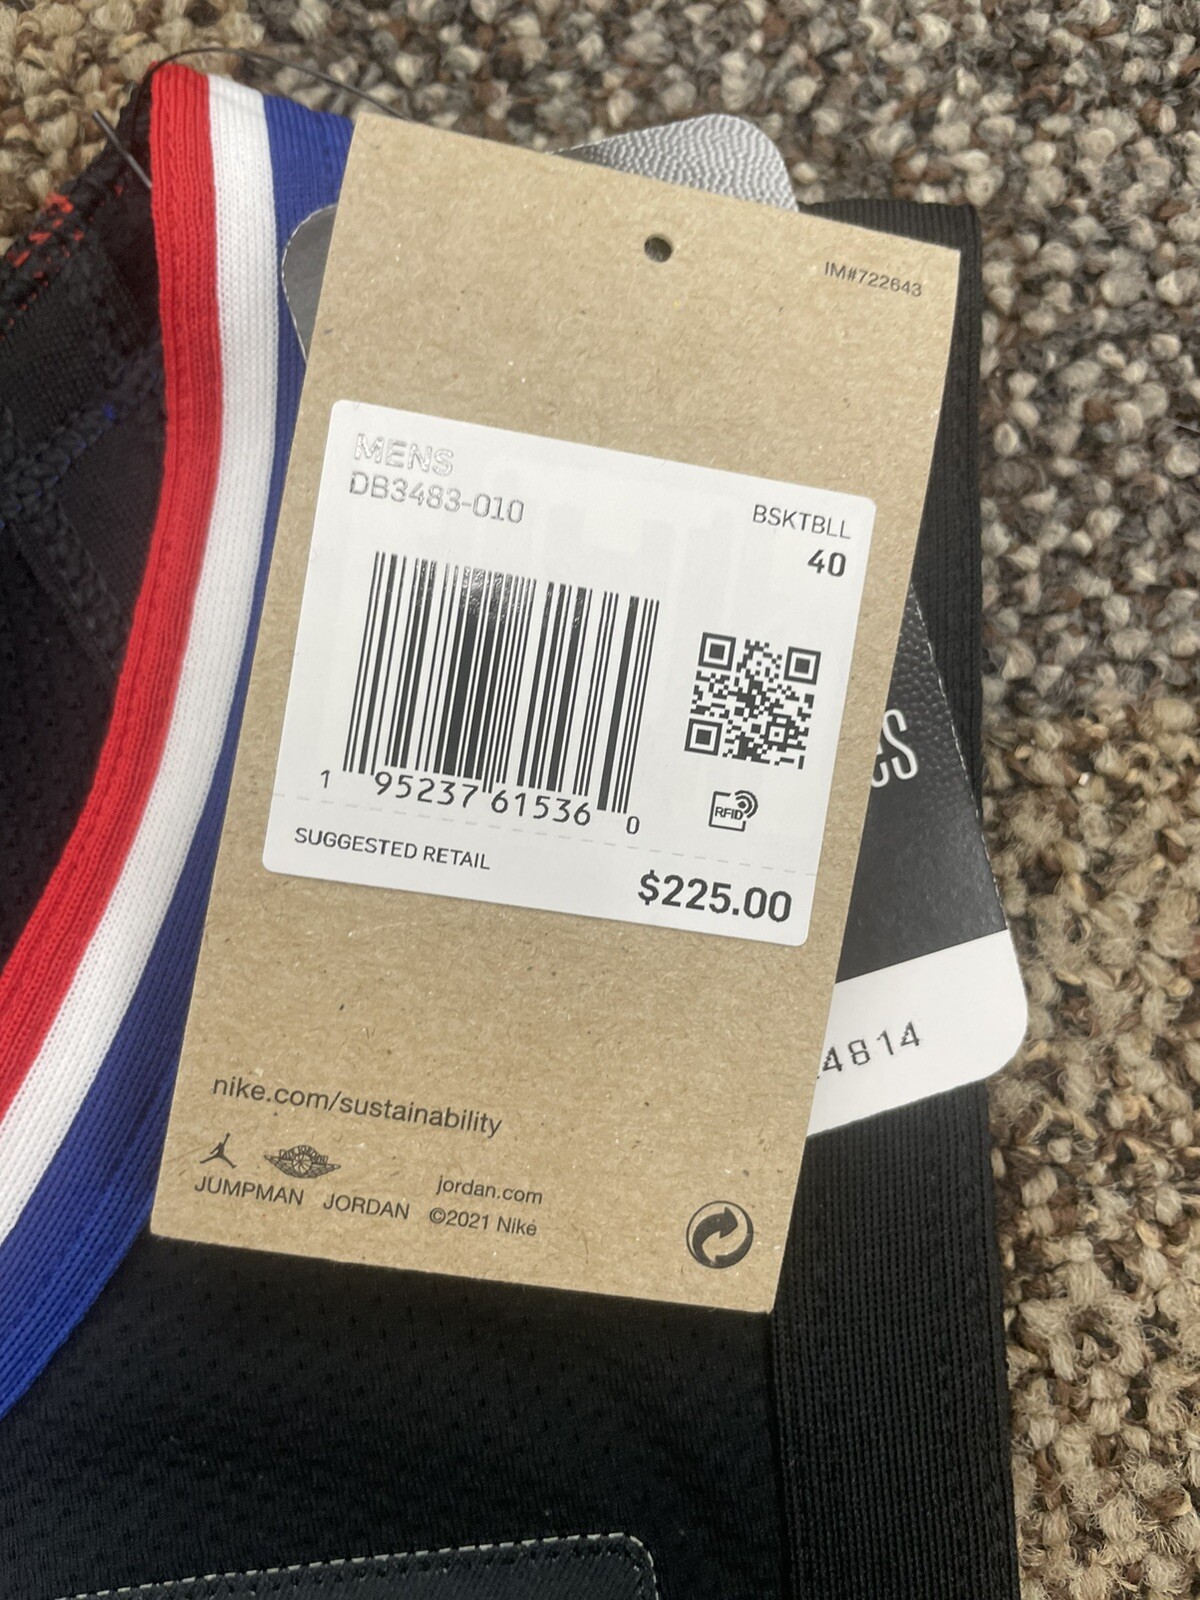 IM#722643
MENS
DB3483-010
BSKTBLL
40
1 95237 61536 0
RFID
SUGGESTED RETAIL
$225.00
4814
nike.com/sustainability
JUMPMAN JORDAN
jordan.com
©2021 Nike